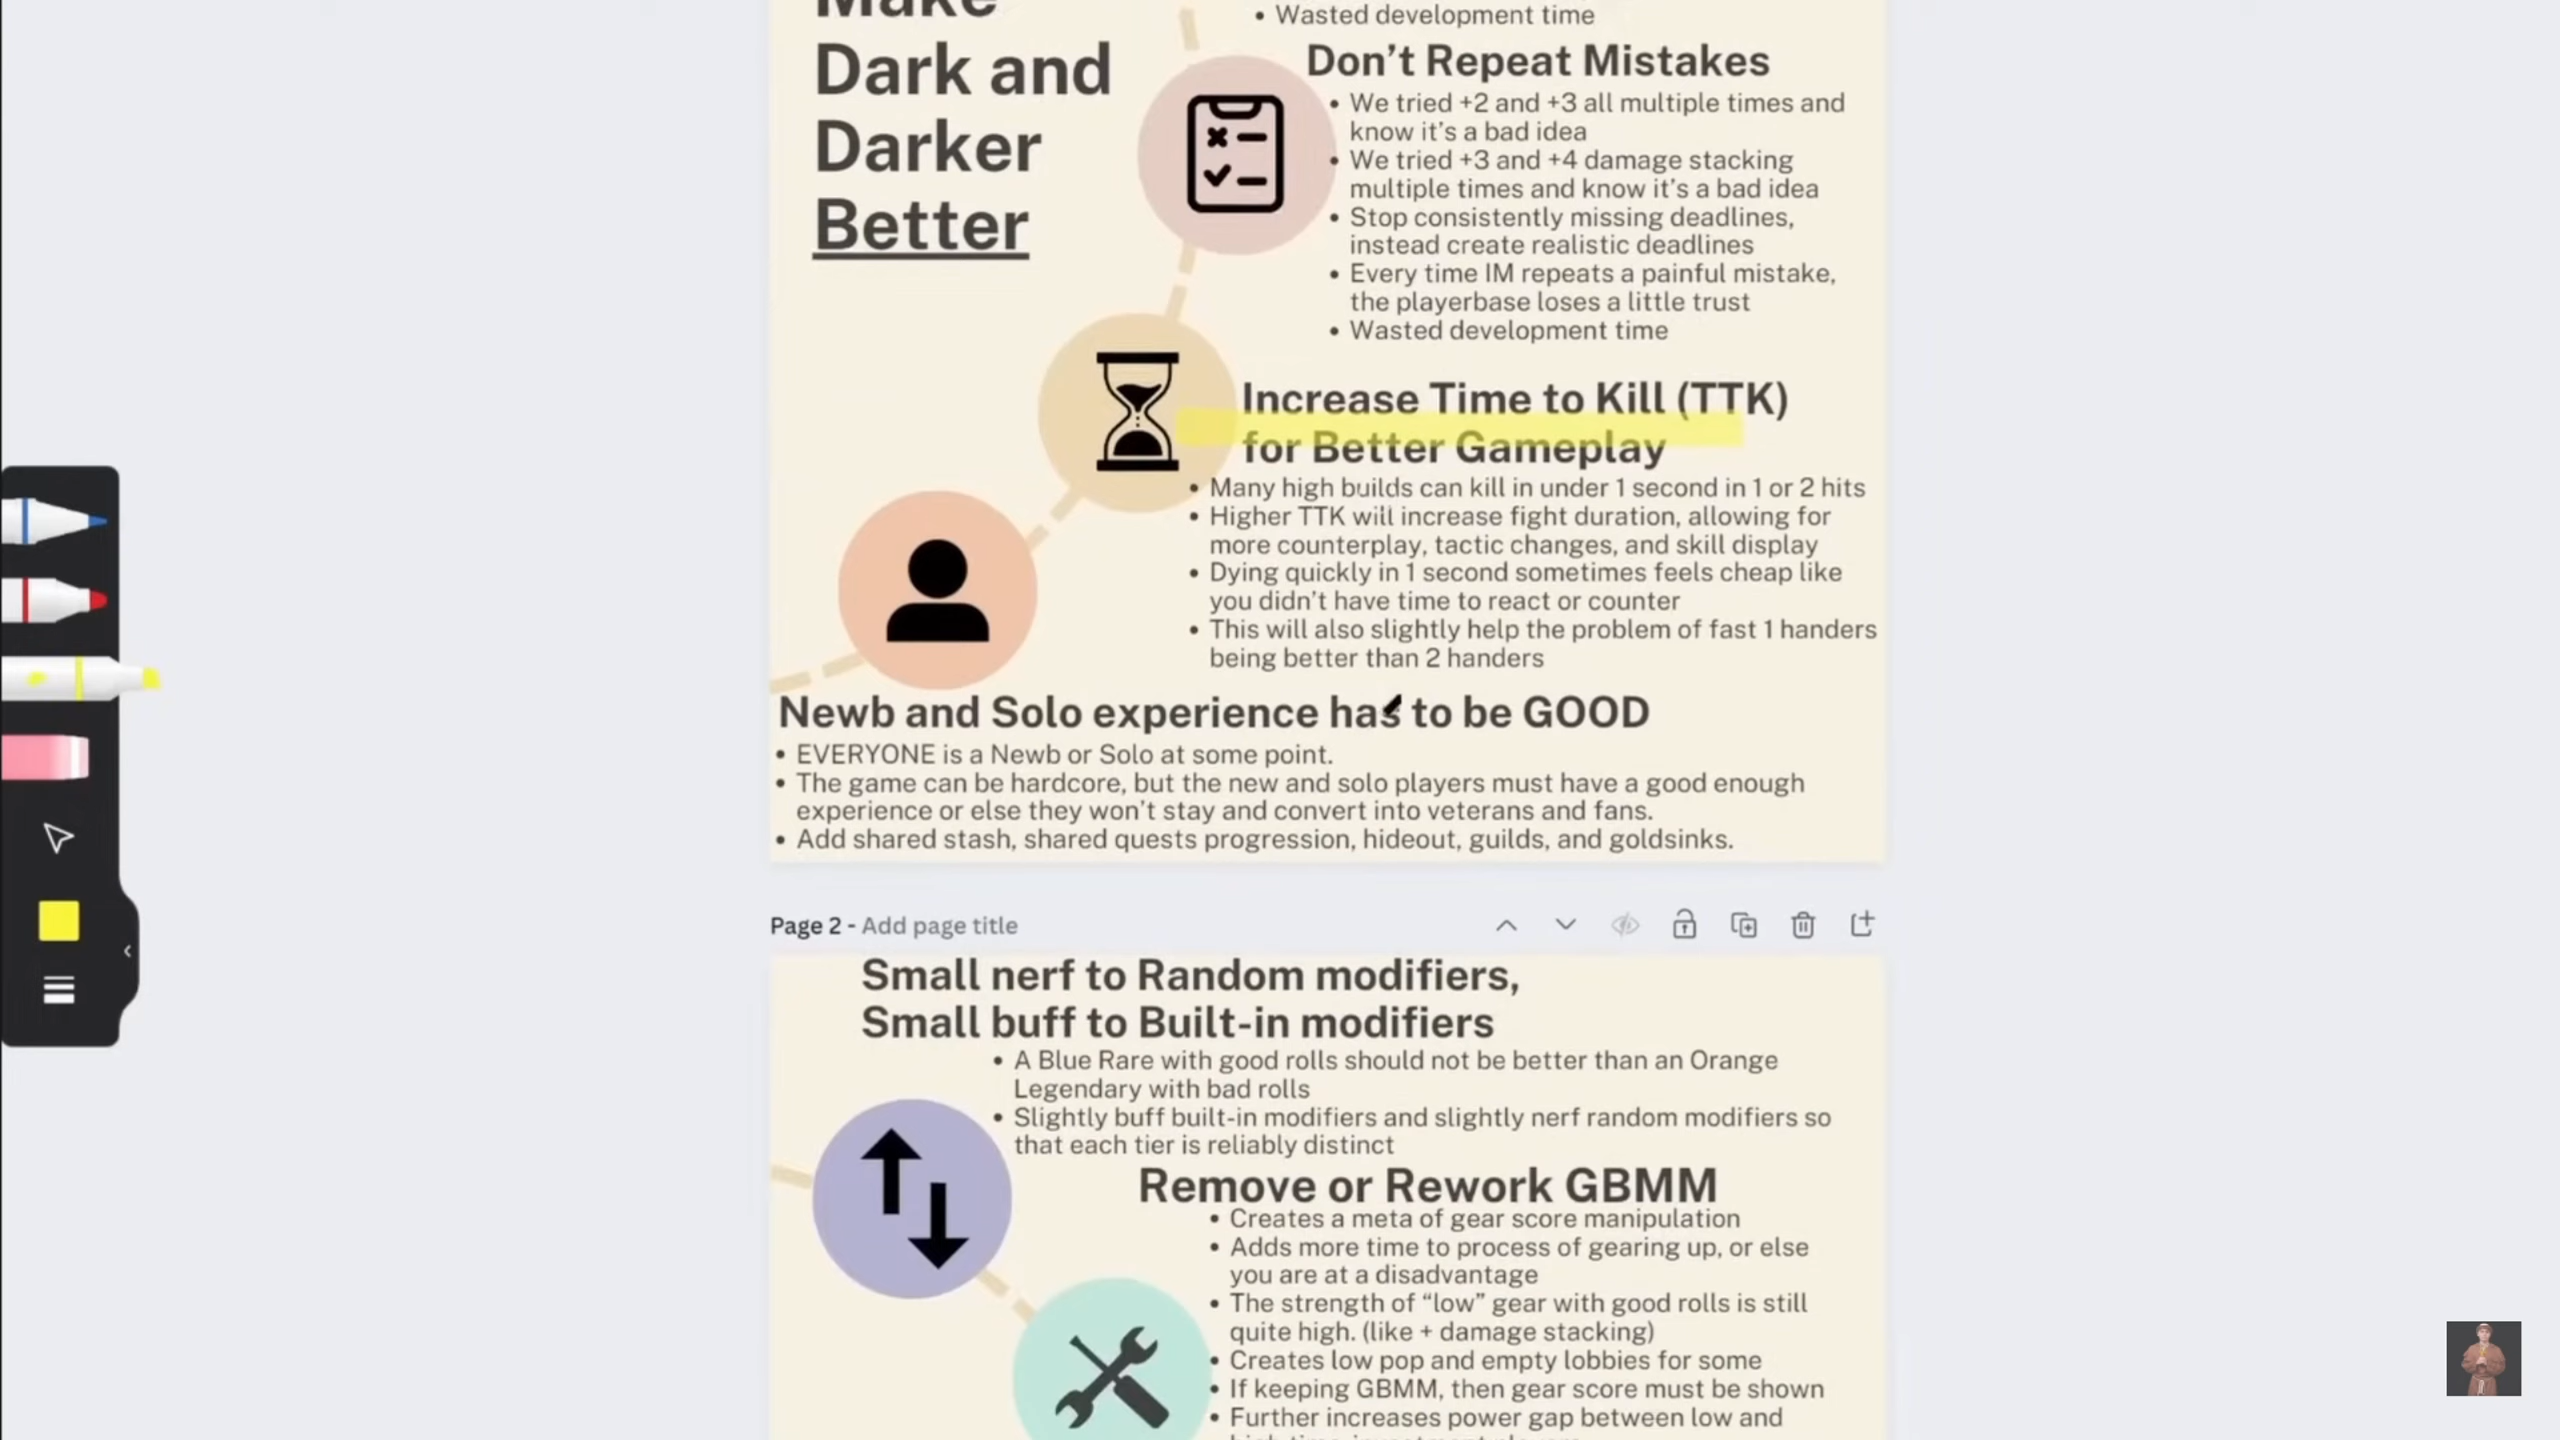 Make
Dark and
Darker
Better
• Wasted development time
Don't Repeat Mistakes
• We tried +2 and +3 all multiple times and
know it's a bad idea
• We tried +3 and +4 damage stacking
multiple times and know it's a bad idea
• Stop consistently missing deadlines,
instead create realistic deadlines
• Every time IM repeats a painful mistake,
the playerbase loses a little trust
• Wasted development time
Increase Time to Kill (TTK)
for Better Gameplay
• Many high builds can kill in under 1 second in 1 or 2 hits
• Higher TTK will increase fight duration, allowing for
more counterplay, tactic changes, and skill display
• Dying quickly in 1 second sometimes feels cheap like
you didn't have time to react or counter
• This will also slightly help the problem of fast 1 handers
being better than 2 handers
Newb and Solo experience has to be GOOD
• EVERYONE is a Newb or Solo at some point.
• The game can be hardcore, but the new and solo players must have a good enough
experience or else they won't stay and convert into veterans and fans.
• Add shared stash, shared quests progression, hideout, guilds, and goldsinks.
Page 2 - Add page title
Small nerf to Random modifiers,
Small buff to Built-in modifiers
• A Blue Rare with good rolls should not be better than an Orange
Legendary with bad rolls
• Slightly buff built-in modifiers and slightly nerf random modifiers so
that each tier is reliably distinct
Remove or Rework GBMM
• Creates a meta of gear score manipulation
• Adds more time to process of gearing up, or else
you are at a disadvantage
• The strength of “low” gear with good rolls is still
quite high. (like + damage stacking)
• Creates low pop and empty lobbies for some
• If keeping GBMM, then gear score must be shown
• Further increases power gap between low and